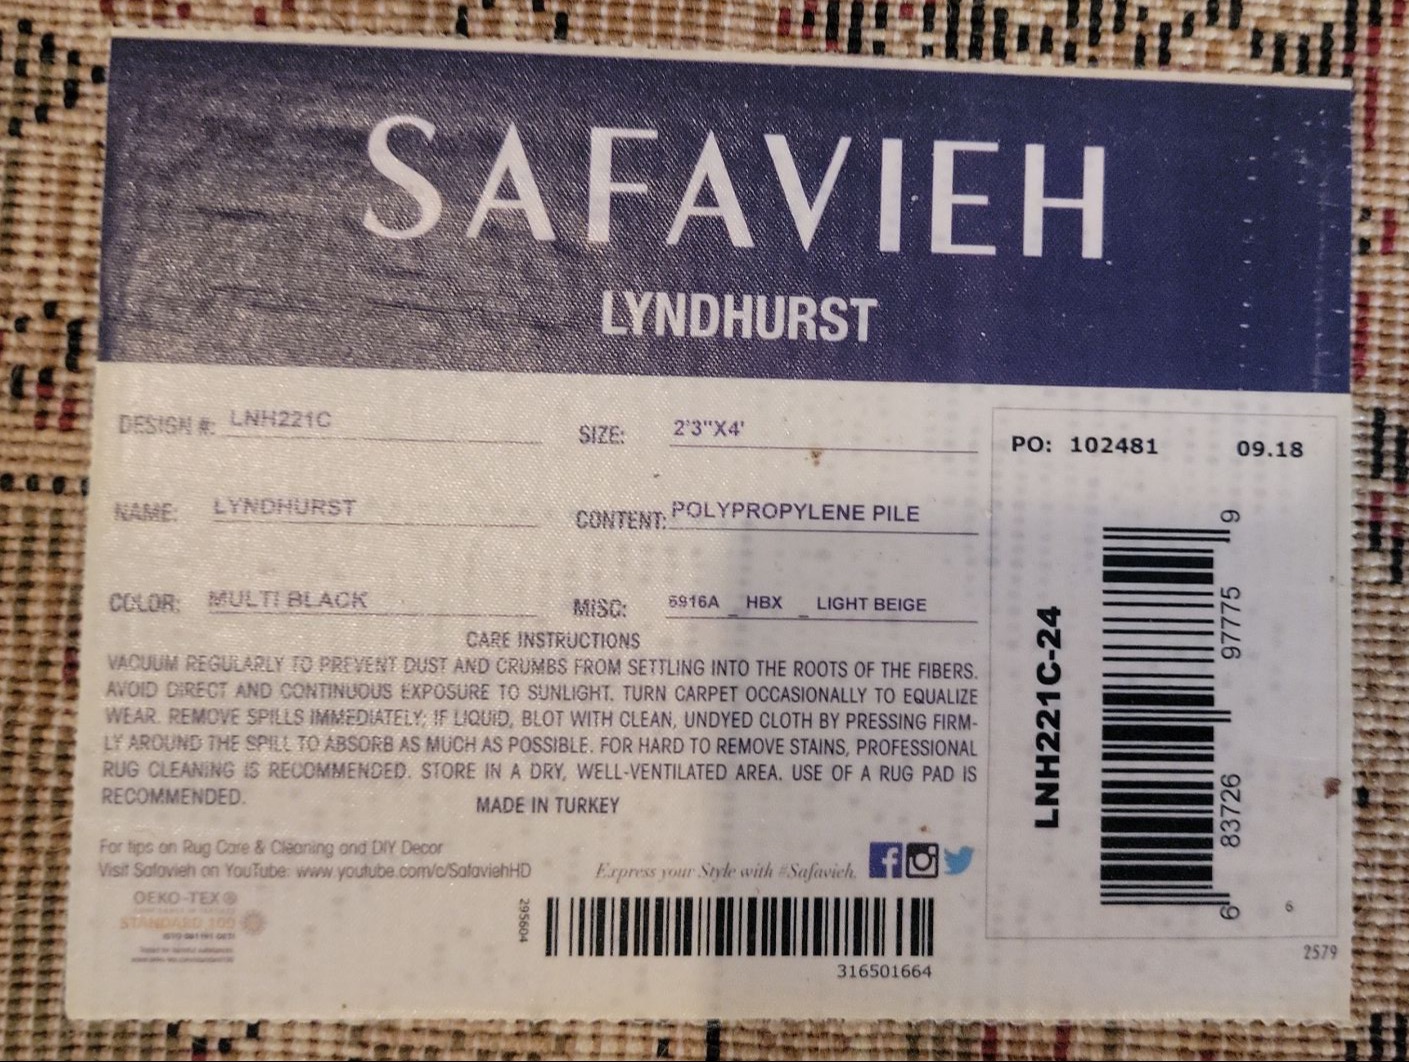 SAFAVIEH
LYNDHURST
DESIGN #: LNH221C
SIZE: 2'3"X4'
NAME: LYNDHURST
CONTENT: POLYPROPYLENE PILE
COLOR: MULTI BLACK
MISC: 6916A _ HBX _ LIGHT BEIGE
CARE INSTRUCTIONS
VACUUM REGULARLY TO PREVENT DUST AND CRUMBS FROM SETTLING INTO THE ROOTS OF THE FIBERS.
AVOID DIRECT AND CONTINUOUS EXPOSURE TO SUNLIGHT. TURN CARPET OCCASIONALLY TO EQUALIZE
WEAR. REMOVE SPILLS IMMEDIATELY; IF LIQUID, BLOT WITH CLEAN, UNDYED CLOTH BY PRESSING FIRM-
LY AROUND THE SPILL TO ABSORB AS MUCH AS POSSIBLE. FOR HARD TO REMOVE STAINS, PROFESSIONAL
RUG CLEANING IS RECOMMENDED. STORE IN A DRY, WELL-VENTILATED AREA. USE OF A RUG PAD IS
RECOMMENDED.
MADE IN TURKEY
For tips on Rug Care & Cleaning and DIY Decor
Visit Safavieh on YouTube: www.youtube.com/c/SafaviehHD
Express your Style with #Safavieh.
OEKO-TEX®
STANDARD 100
295604
316501664
PO: 102481 09.18
LNH221C-24
6 83726 97775 9
6
2579